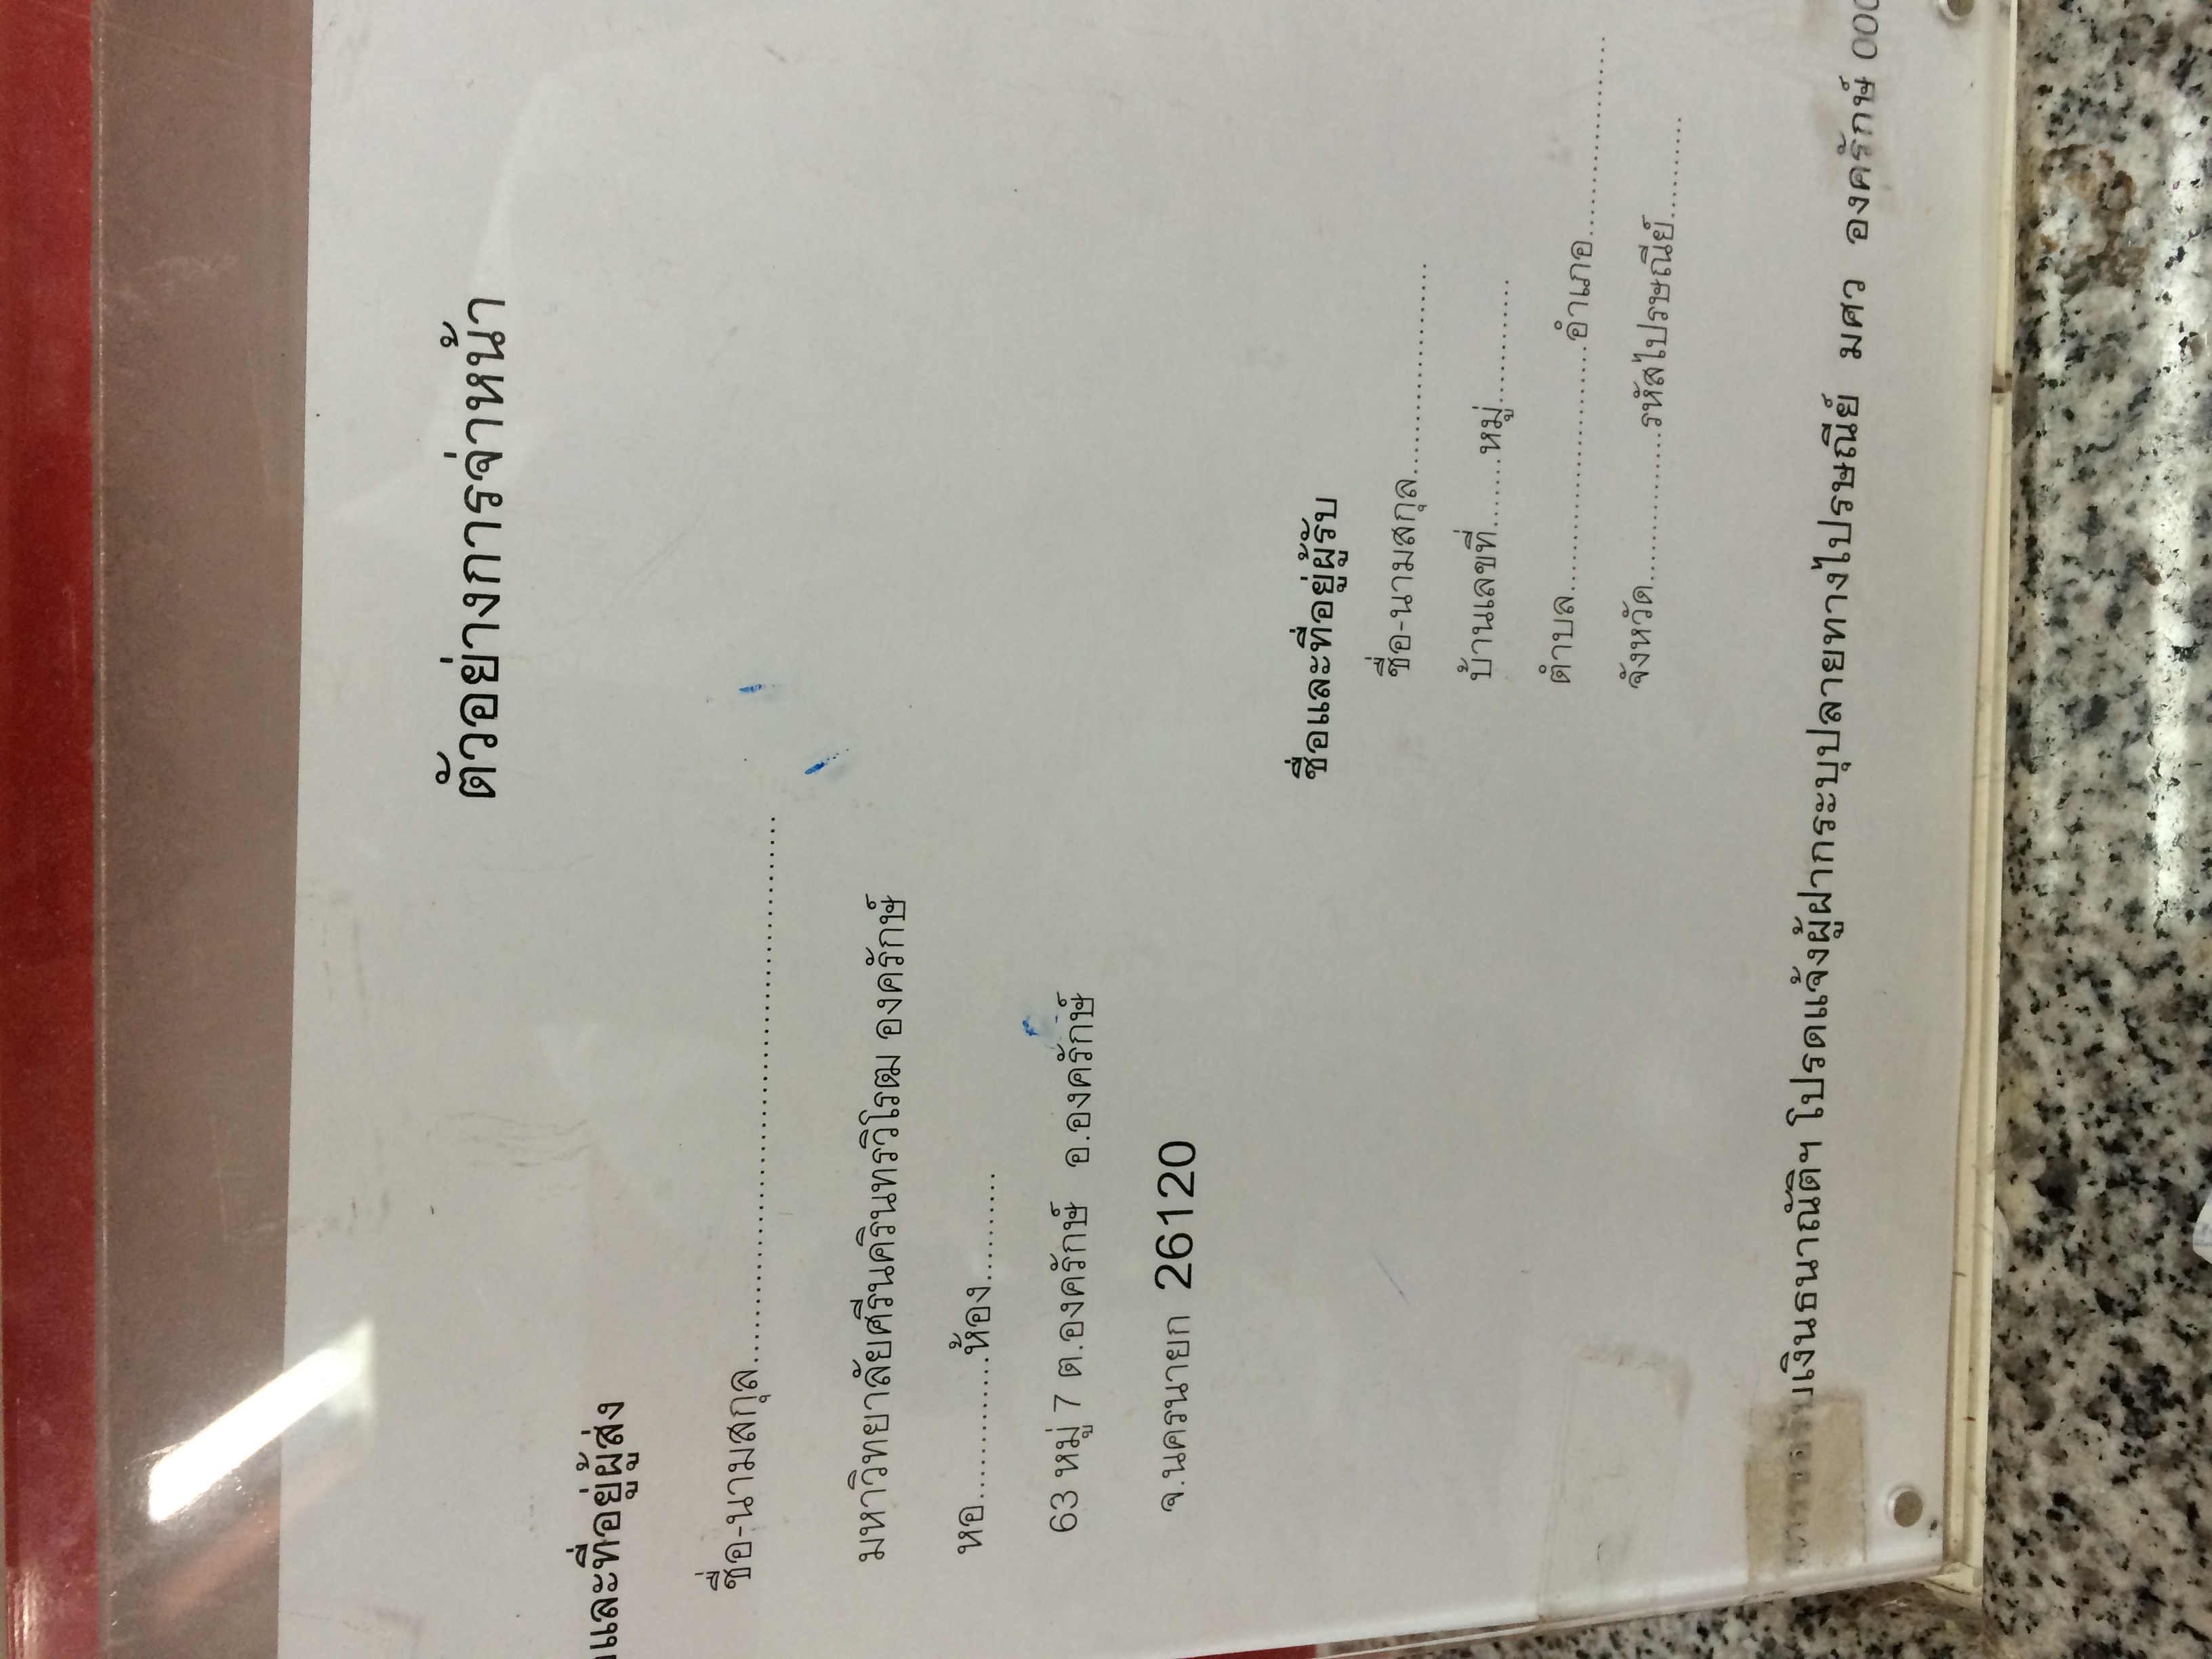 ตัวอย่างการจ่าหน้า
และที่อยู่ผู้ส่ง
ชื่อ-นามสกุล...............................................
มหาวิทยาลัยศรีนครินทรวิโรฒ องครักษ์
หอ.............ห้อง..........
63 หมู่ 7 ต.องครักษ์ อ.องครักษ์
จ.นครนายก 26120
ชื่อและที่อยู่ผู้รับ
ชื่อ-นามสกุล.....................
บ้านเลขที่.......หมู่............
ตำบล........................อำเภอ...................
จังหวัด...............รหัสไปรษณีย์..........
การขอรับเงินธนาณัติฯ โปรดแจ้งผู้ฝากระบุปลายทางไปรษณีย์ มศว องครักษ์ 000